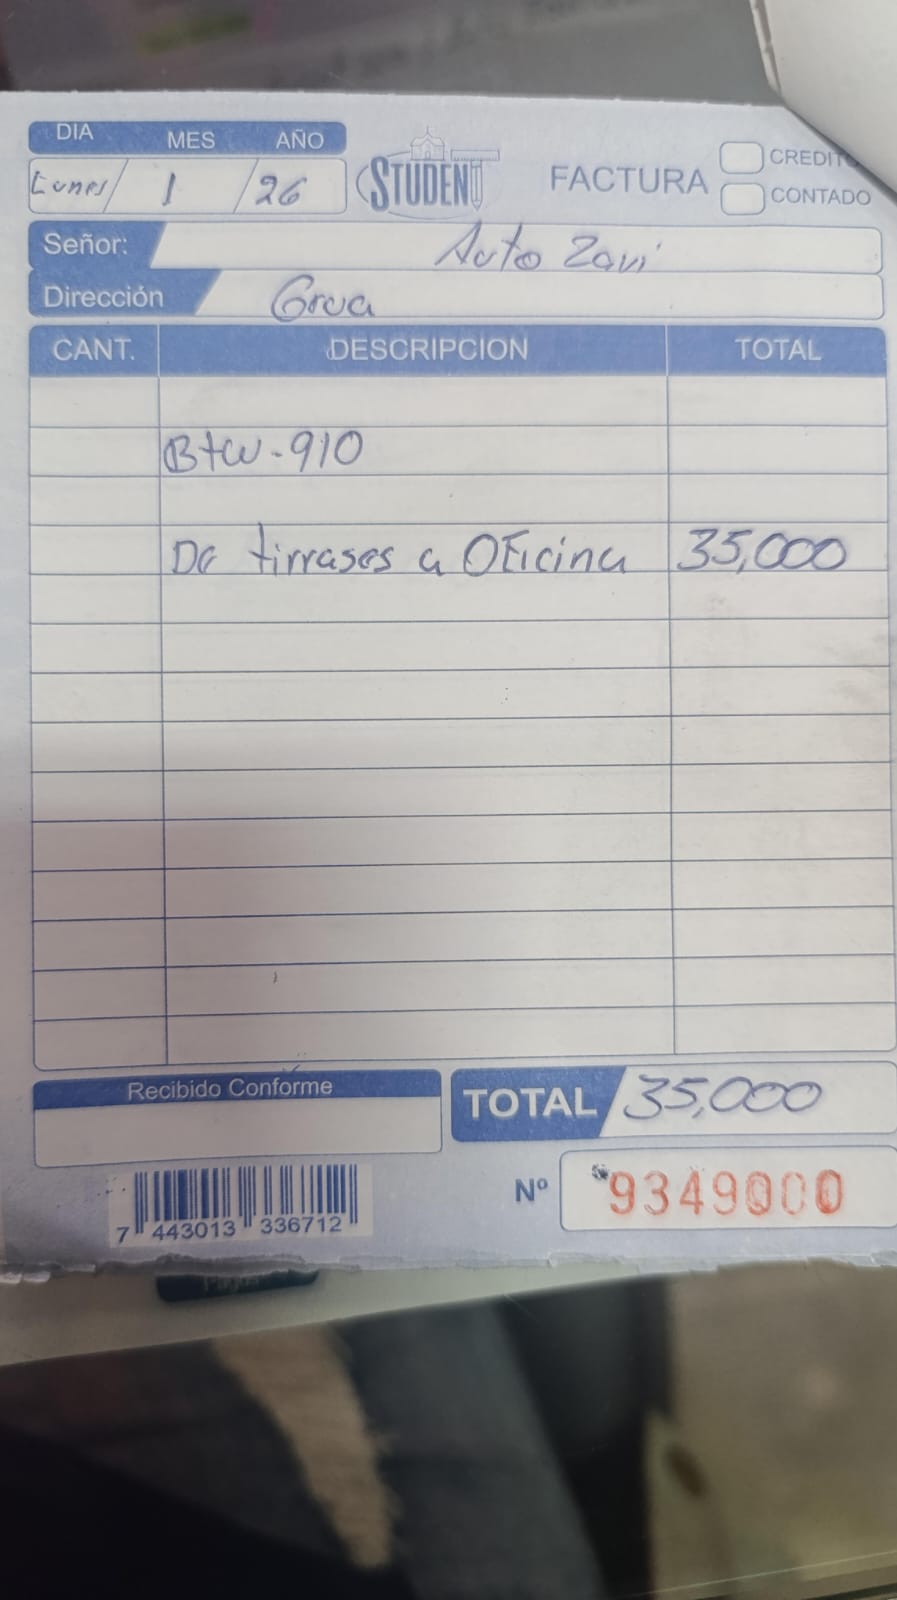 DIA MES AÑO
Lunes/ 1 /26
STUDENT
FACTURA
CREDITO
CONTADO
Señor: Auto Zavi
Dirección Grua
CANT. DESCRIPCION TOTAL
Btw-910
De tirrases a Oficina 35,000
Recibido Conforme
TOTAL 35,000
7 443013 336712
Nº 9349000